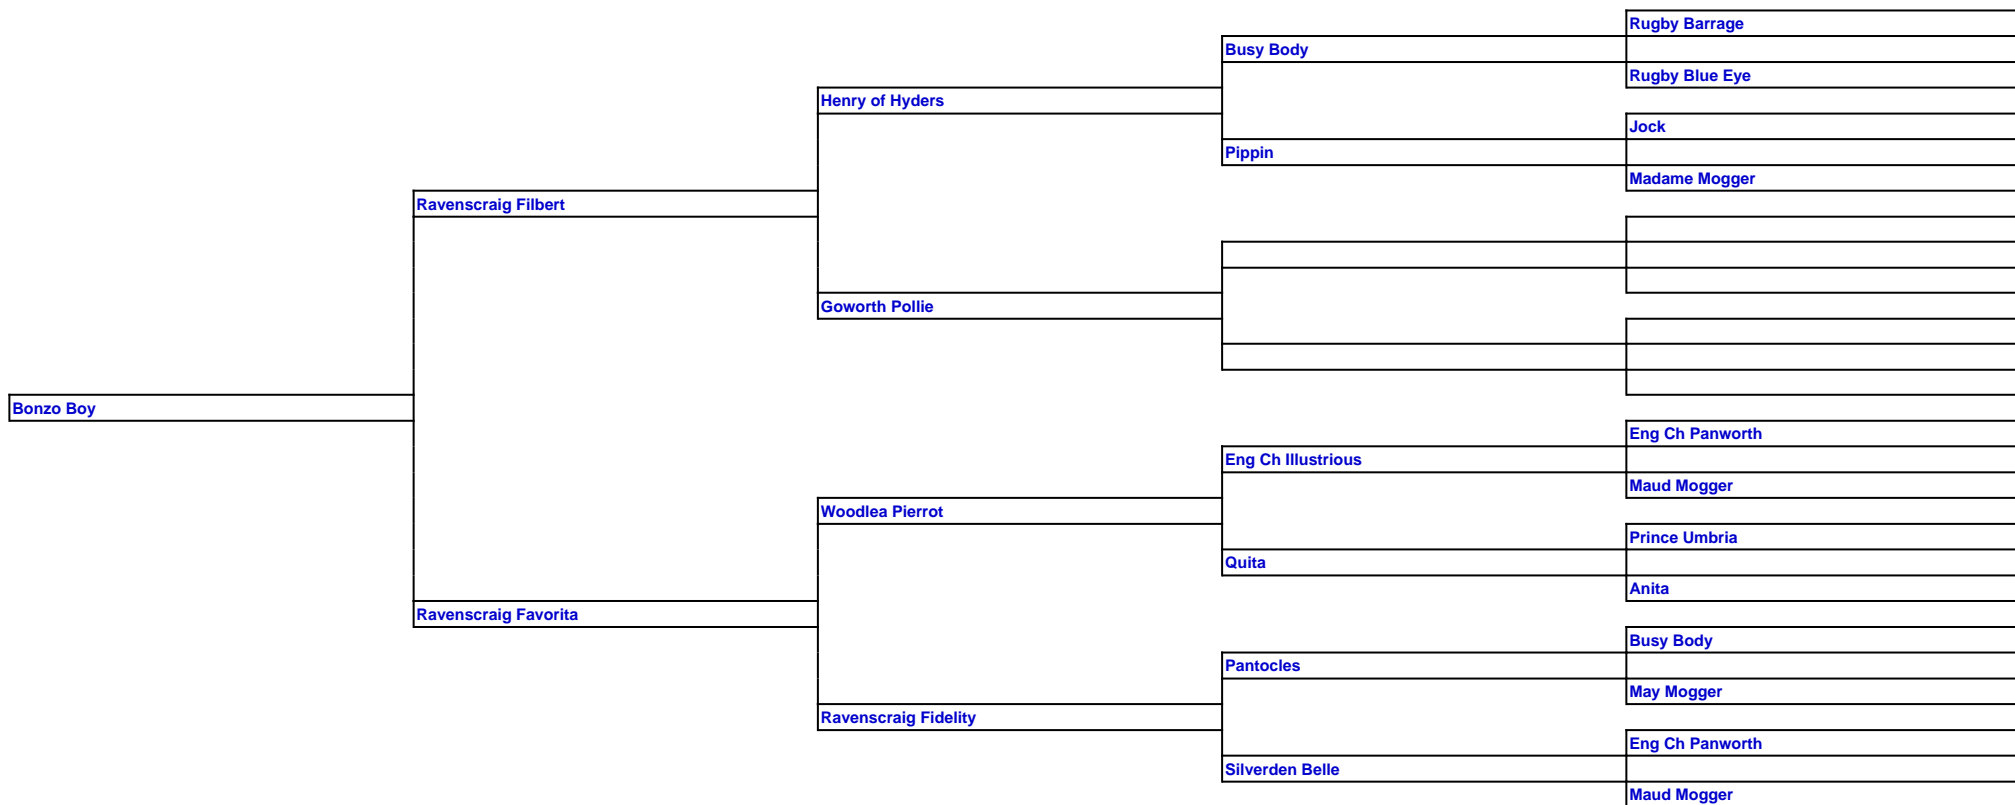 Rugby Barrage
Busy Body
Rugby Blue Eye
Henry of Hyders
Jock
Pippin
Madame Mogger
Ravenscraig Filbert
Goworth Pollie
Bonzo Boy
Eng Ch Panworth
Eng Ch Illustrious
Maud Mogger
Woodlea Pierrot
Prince Umbria
Quita
Anita
Ravenscraig Favorita
Busy Body
Pantocles
May Mogger
Ravenscraig Fidelity
Eng Ch Panworth
Silverden Belle
Maud Mogger